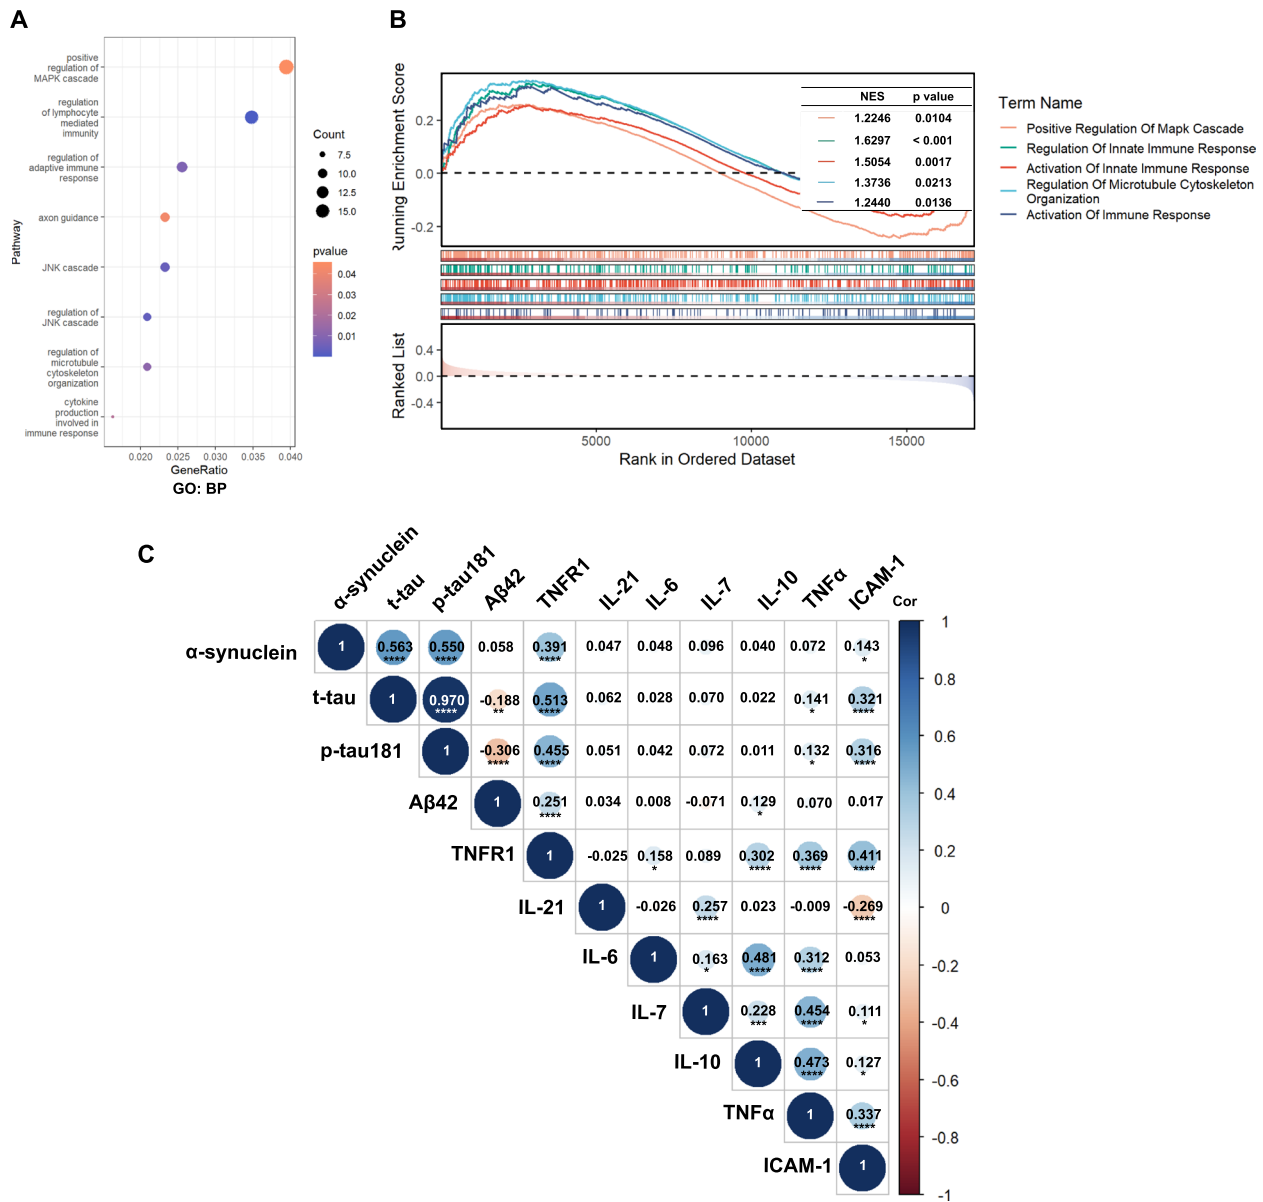 A
positive
regulation of
MAPK cascade
regulation
of lymphocyte
mediated
immunity
regulation of
adaptive immune
response
axon guidance
JNK cascade
regulation of
JNK cascade
regulation of
microtubule
cytoskeleton
organization
cytokine
production
involved in
immune response
Pathway
0.020 0.025 0.030 0.035 0.040
GeneRatio
GO: BP
Count
7.5
10.0
12.5
15.0
pvalue
0.04
0.03
0.02
0.01
B
Running Enrichment Score
0.2
0.0
-0.2
NES p value
1.2246 0.0104
1.6297 < 0.001
1.5054 0.0017
1.3736 0.0213
1.2440 0.0136
Ranked List
0.4
0.0
-0.4
5000 10000 15000
Rank in Ordered Dataset
Term Name
Positive Regulation Of Mapk Cascade
Regulation Of Innate Immune Response
Activation Of Innate Immune Response
Regulation Of Microtubule Cytoskeleton
Organization
Activation Of Immune Response
C
α-synuclein t-tau p-tau181 Aβ42 TNFR1 IL-21 IL-6 IL-7 IL-10 TNFα ICAM-1
Cor
α-synuclein 1 0.563 0.550 0.058 0.391 0.047 0.048 0.096 0.040 0.072 0.143
**** **** **** *
t-tau 1 0.970 -0.188 0.513 0.062 0.028 0.070 0.022 0.141 0.321
**** ** **** * ****
p-tau181 1 -0.306 0.455 0.051 0.042 0.072 0.011 0.132 0.316
**** **** * ****
Aβ42 1 0.251 0.034 0.008 -0.071 0.129 0.070 0.017
**** *
TNFR1 1 -0.025 0.158 0.089 0.302 0.369 0.411
* **** **** ****
IL-21 1 -0.026 0.257 0.023 -0.009 -0.269
**** ****
IL-6 1 0.163 0.481 0.312 0.053
* **** ****
IL-7 1 0.228 0.454 0.111
*** **** *
IL-10 1 0.473 0.127
**** *
TNFα 1 0.337
****
ICAM-1 1
1
0.8
0.6
0.4
0.2
0
-0.2
-0.4
-0.6
-0.8
-1